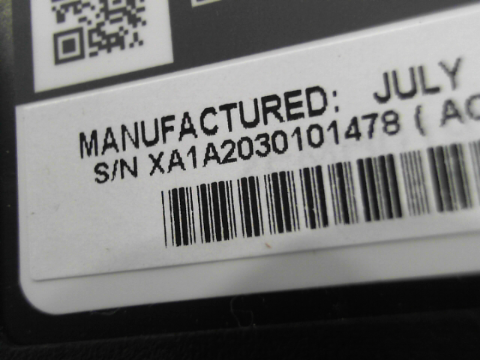 MANUFACTURED: JULY
S/N XA1A2030101478 ( AC